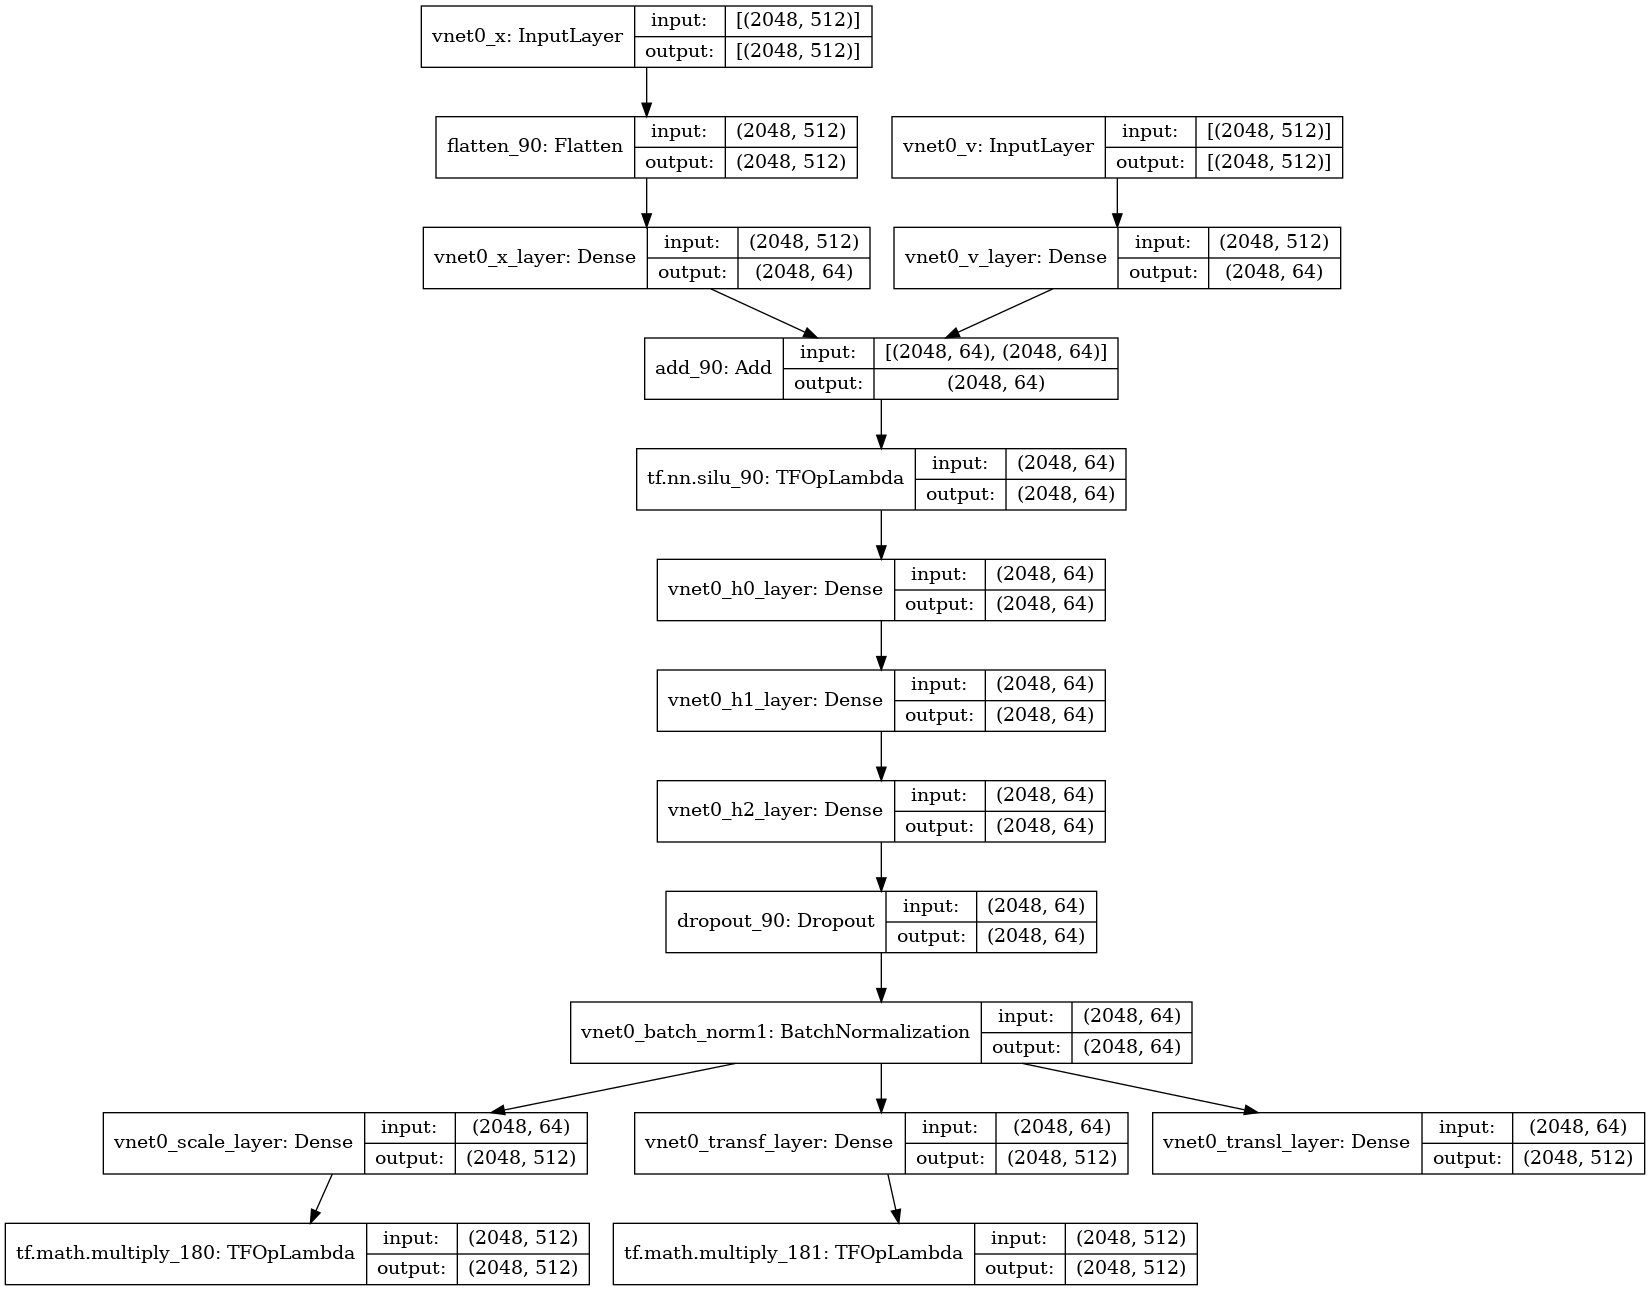 vnet0_x: InputLayer
input: [(2048, 512)]
output: [(2048, 512)]
flatten_90: Flatten
input: (2048, 512)
output: (2048, 512)
vnet0_v: InputLayer
input: [(2048, 512)]
output: [(2048, 512)]
vnet0_x_layer: Dense
input: (2048, 512)
output: (2048, 64)
vnet0_v_layer: Dense
input: (2048, 512)
output: (2048, 64)
add_90: Add
input: [(2048, 64), (2048, 64)]
output: (2048, 64)
tf.nn.silu_90: TFOpLambda
input: (2048, 64)
output: (2048, 64)
vnet0_h0_layer: Dense
input: (2048, 64)
output: (2048, 64)
vnet0_h1_layer: Dense
input: (2048, 64)
output: (2048, 64)
vnet0_h2_layer: Dense
input: (2048, 64)
output: (2048, 64)
dropout_90: Dropout
input: (2048, 64)
output: (2048, 64)
vnet0_batch_norm1: BatchNormalization
input: (2048, 64)
output: (2048, 64)
vnet0_scale_layer: Dense
input: (2048, 64)
output: (2048, 512)
vnet0_transf_layer: Dense
input: (2048, 64)
output: (2048, 512)
vnet0_transl_layer: Dense
input: (2048, 64)
output: (2048, 512)
tf.math.multiply_180: TFOpLambda
input: (2048, 512)
output: (2048, 512)
tf.math.multiply_181: TFOpLambda
input: (2048, 512)
output: (2048, 512)